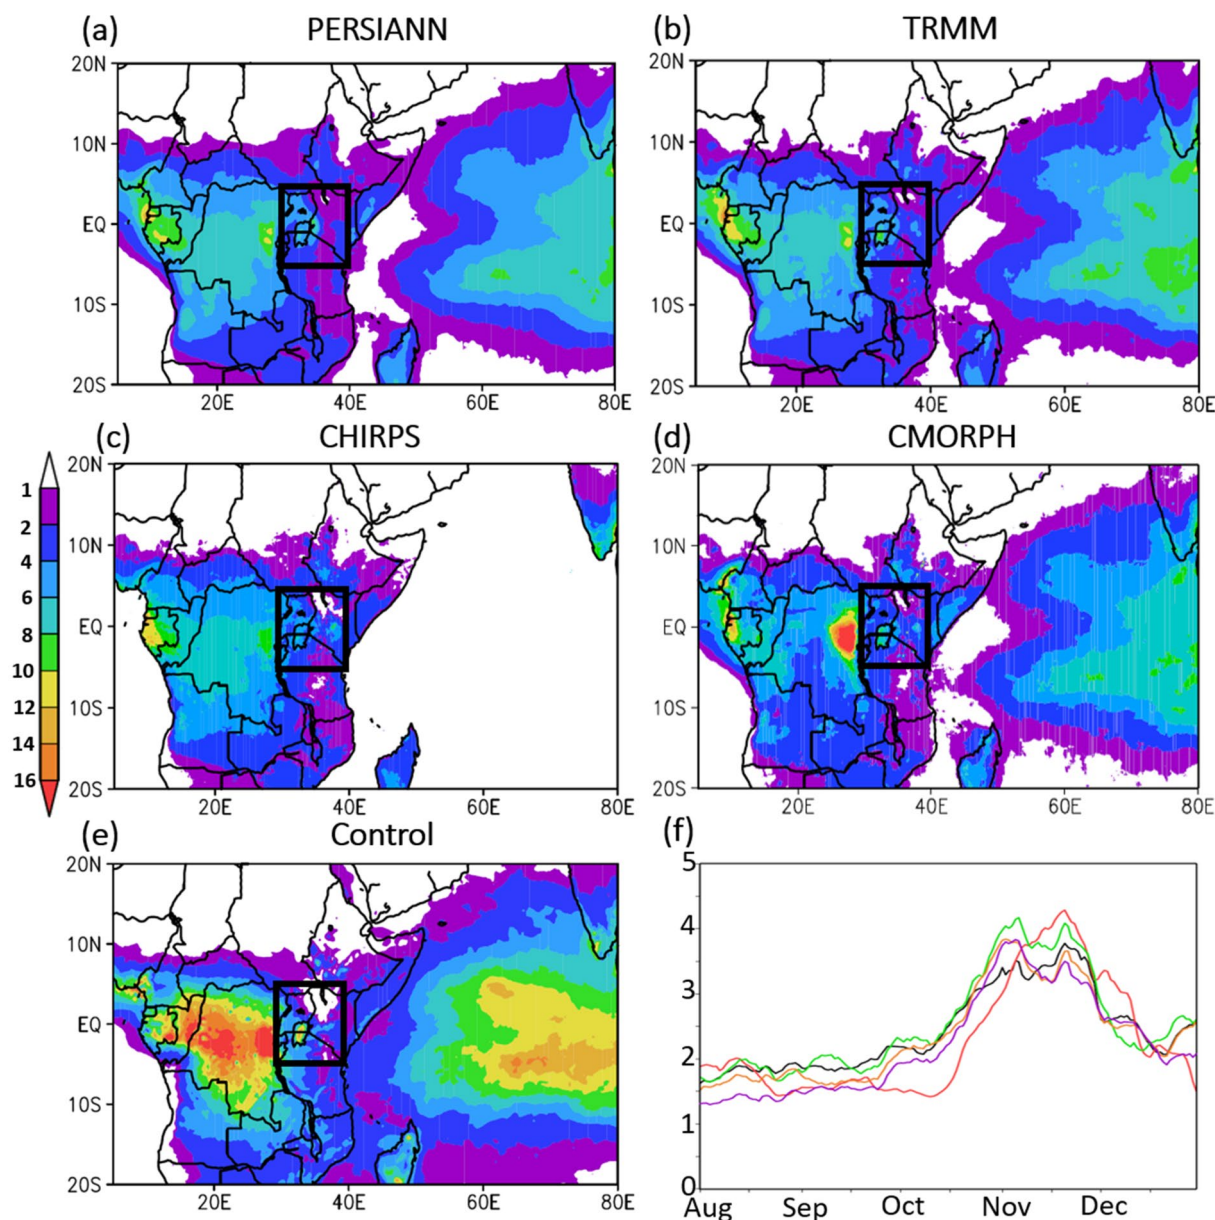 (a) PERSIANN
(b) TRMM
20N
10N
EQ
10S
20S
20E 40E 60E 80E
20N
10N
EQ
10S
20S
20E 40E 60E 80E
(c) CHIRPS
(d) CMORPH
1
2
4
6
8
10
12
14
16
20N
10N
EQ
10S
20S
20E 40E 60E 80E
20N
10N
EQ
10S
20S
20E 40E 60E 80E
(e) Control
(f)
20N
10N
EQ
10S
20S
20E 40E 60E 80E
5
4
3
2
1
0
Aug Sep Oct Nov Dec